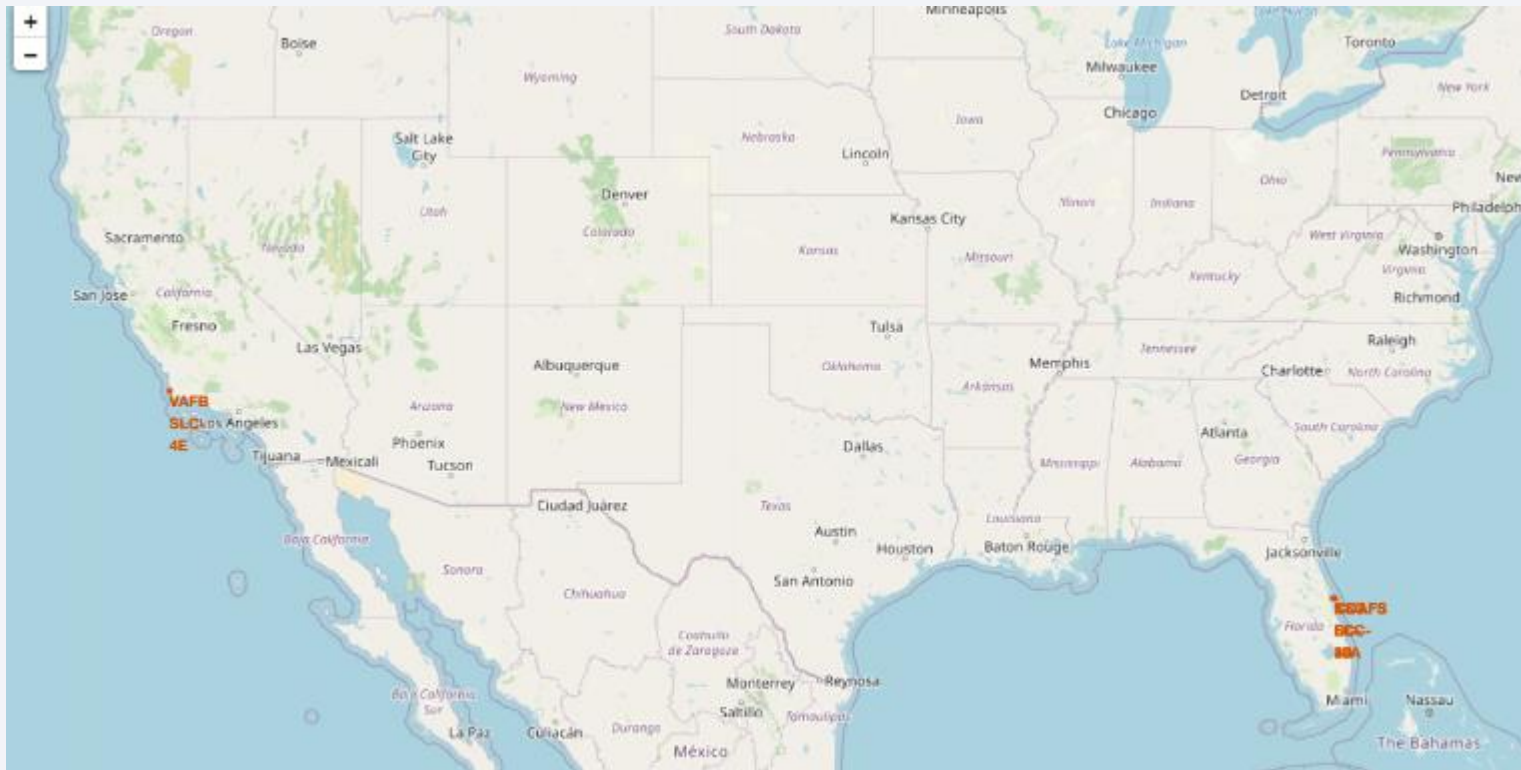 +
−
Minneapolis
Oregon
Boise
South Dakota
Lake Michigan
Toronto
Wyoming
Milwaukee
Detroit
New York
Chicago
Iowa
Nebraska
Salt Lake
City
Lincoln
Pennsylvania
Ohio
Denver
Utah
Illinois
Indiana
New
Philadelph
Kansas City
Colorado
Sacramento
Nevada
Kansas
Missouri
West Virginia
Washington
Kentucky
Virginia
San Jose
California
Richmond
Fresno
Las Vegas
Tulsa
Raleigh
Tennessee
Albuquerque
Oklahoma
Memphis
Charlotte
North Carolina
Arkansas
VAFB
SLC-
4E
Los Angeles
Arizona
New Mexico
Phoenix
Dallas
Atlanta
South Carolina
Tijuana
Mexicali
Tucson
Mississippi
Alabama
Georgia
Ciudad Juárez
Texas
Louisiana
Austin
Houston
Baton Rouge
Jacksonville
Baja California
Sonora
San Antonio
Chihuahua
Florida
Coahuila
de Zaragoza
Monterrey
Reynosa
Baja California
Sur
Saltillo
Tamaulipas
Miami
Nassau
La Paz
Culiacán
Durango
México
The Bahamas